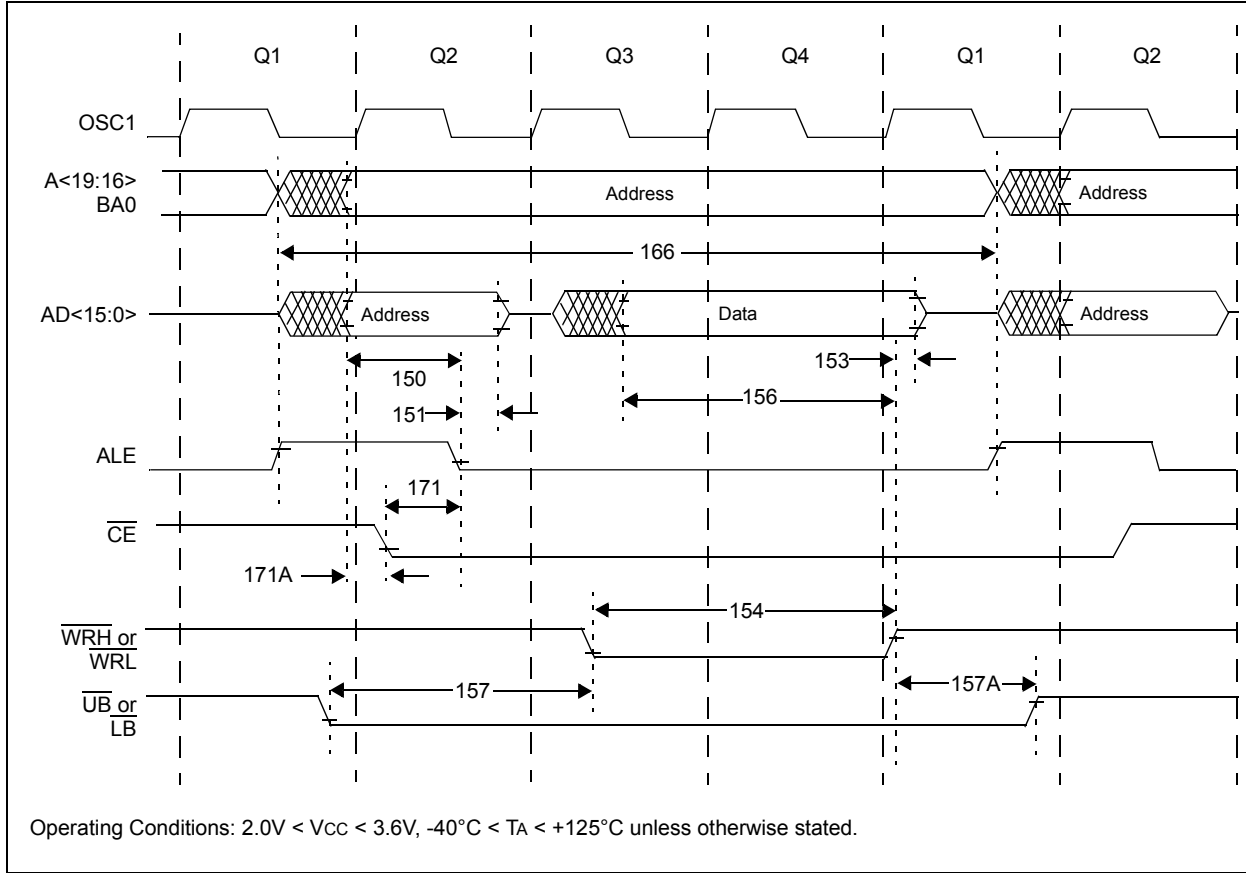 Q1 Q2 Q3 Q4 Q1 Q2
OSC1
A<19:16>
BA0
Address Address
166
AD<15:0>
Address Data Address
150
153
151
156
ALE
171
CE
171A
154
WRH or
WRL
157
157A
UB or
LB
Operating Conditions: 2.0V < VCC < 3.6V, -40°C < TA < +125°C unless otherwise stated.